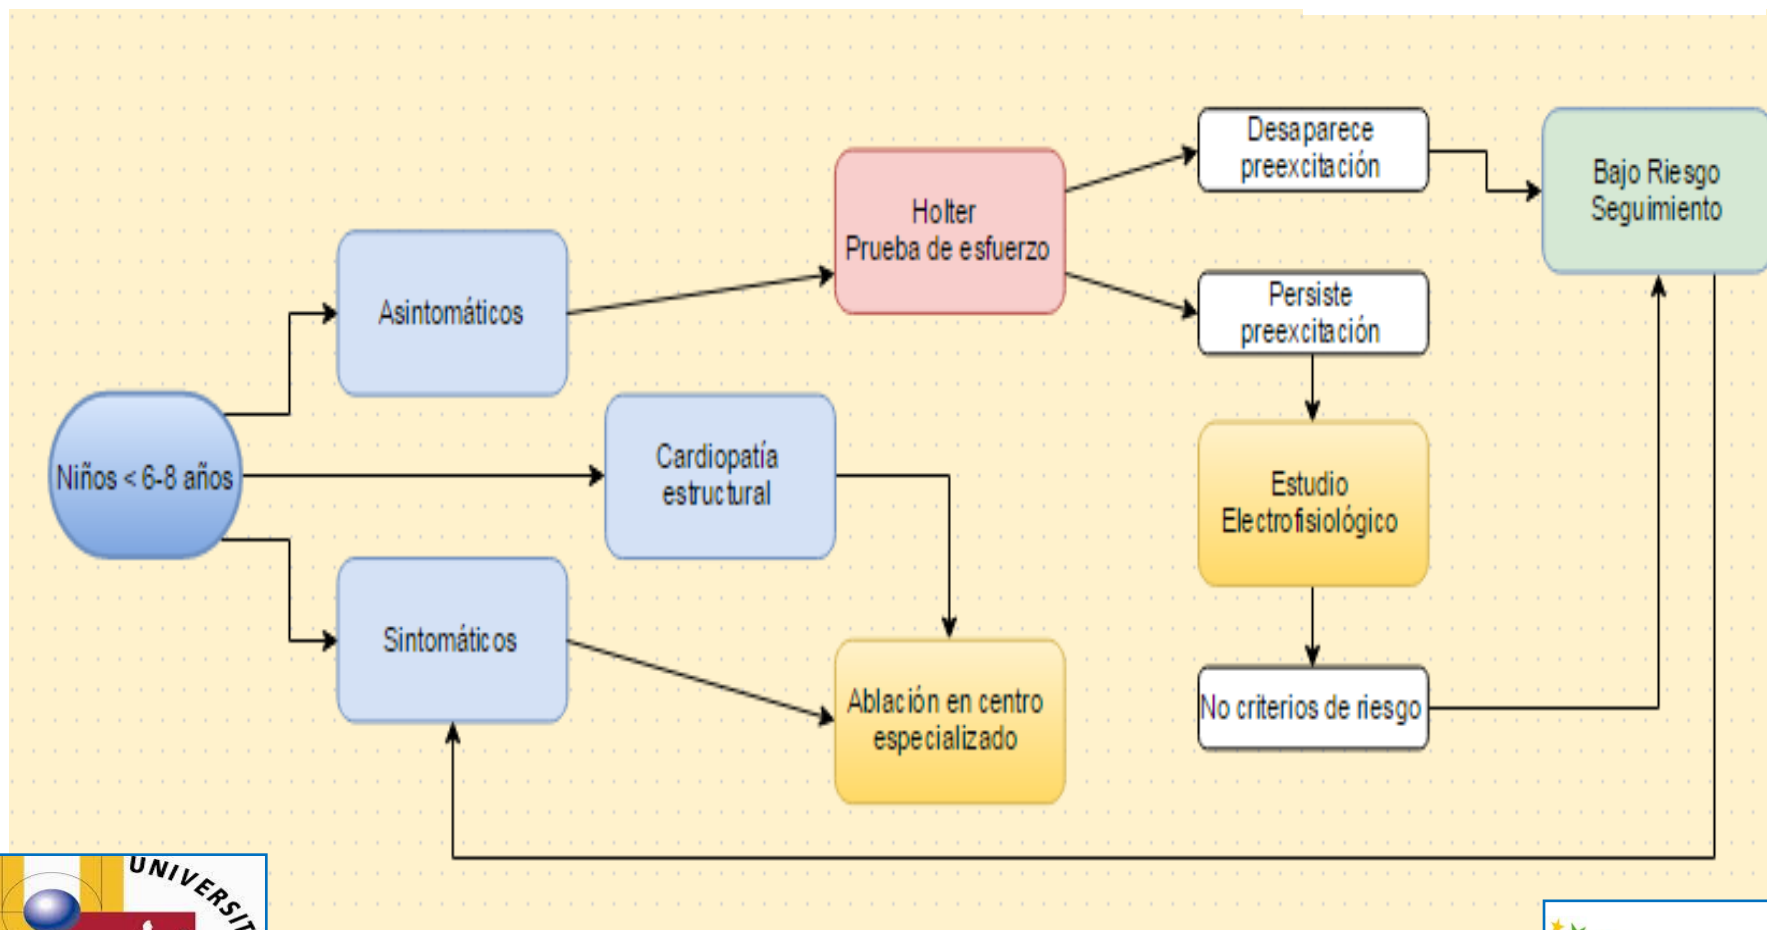 Desaparece
preexcitación
Bajo Riesgo
Seguimiento
Holter
Prueba de esfuerzo
Persiste
preexcitación
Asintomáticos
Cardiopatía
estructural
Niños < 6-8 años
Estudio
Electrofisiológico
Sintomáticos
Ablación en centro
especializado
No criterios de riesgo